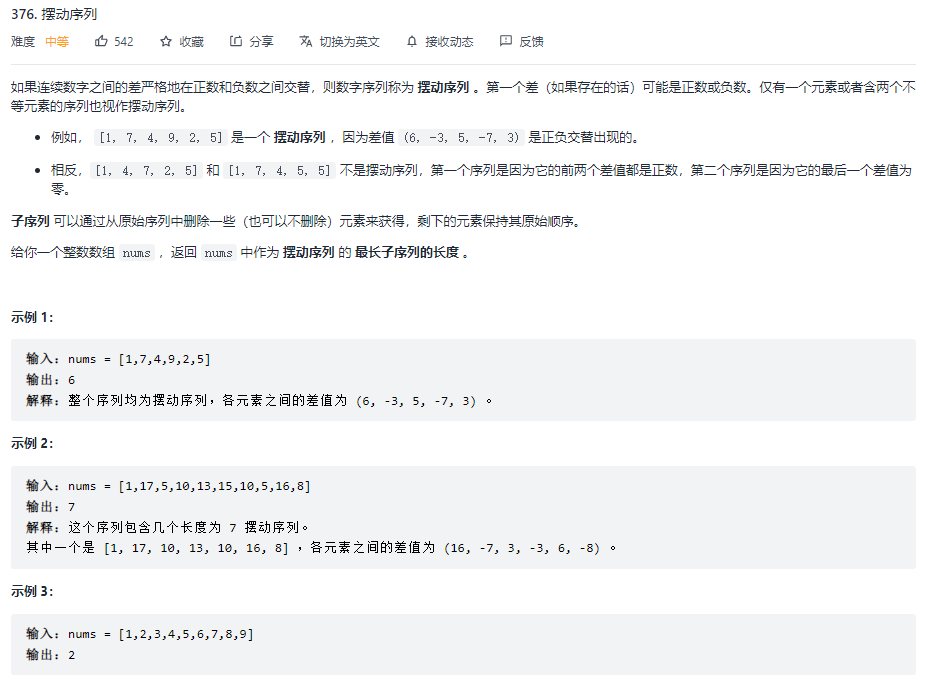 376. 摆动序列
难度 中等 542 收藏 分享 切换为英文 接收动态 反馈
如果连续数字之间的差严格地在正数和负数之间交替，则数字序列称为 摆动序列 。第一个差（如果存在的话）可能是正数或负数。仅有一个元素或者含两个不
等元素的序列也视作摆动序列。
• 例如， [1, 7, 4, 9, 2, 5] 是一个 摆动序列 ，因为差值 (6, -3, 5, -7, 3) 是正负交替出现的。
• 相反，[1, 4, 7, 2, 5] 和 [1, 7, 4, 5, 5] 不是摆动序列，第一个序列是因为它的前两个差值都是正数，第二个序列是因为它的最后一个差值为
零。
子序列 可以通过从原始序列中删除一些（也可以不删除）元素来获得，剩下的元素保持其原始顺序。
给你一个整数数组 nums ，返回 nums 中作为 摆动序列 的 最长子序列的长度 。
示例 1：
输入：nums = [1,7,4,9,2,5]
输出：6
解释：整个序列均为摆动序列，各元素之间的差值为 (6, -3, 5, -7, 3) 。
示例 2：
输入：nums = [1,17,5,10,13,15,10,5,16,8]
输出：7
解释：这个序列包含几个长度为 7 摆动序列。
其中一个是 [1, 17, 10, 13, 10, 16, 8] ，各元素之间的差值为 (16, -7, 3, -3, 6, -8) 。
示例 3：
输入：nums = [1,2,3,4,5,6,7,8,9]
输出：2